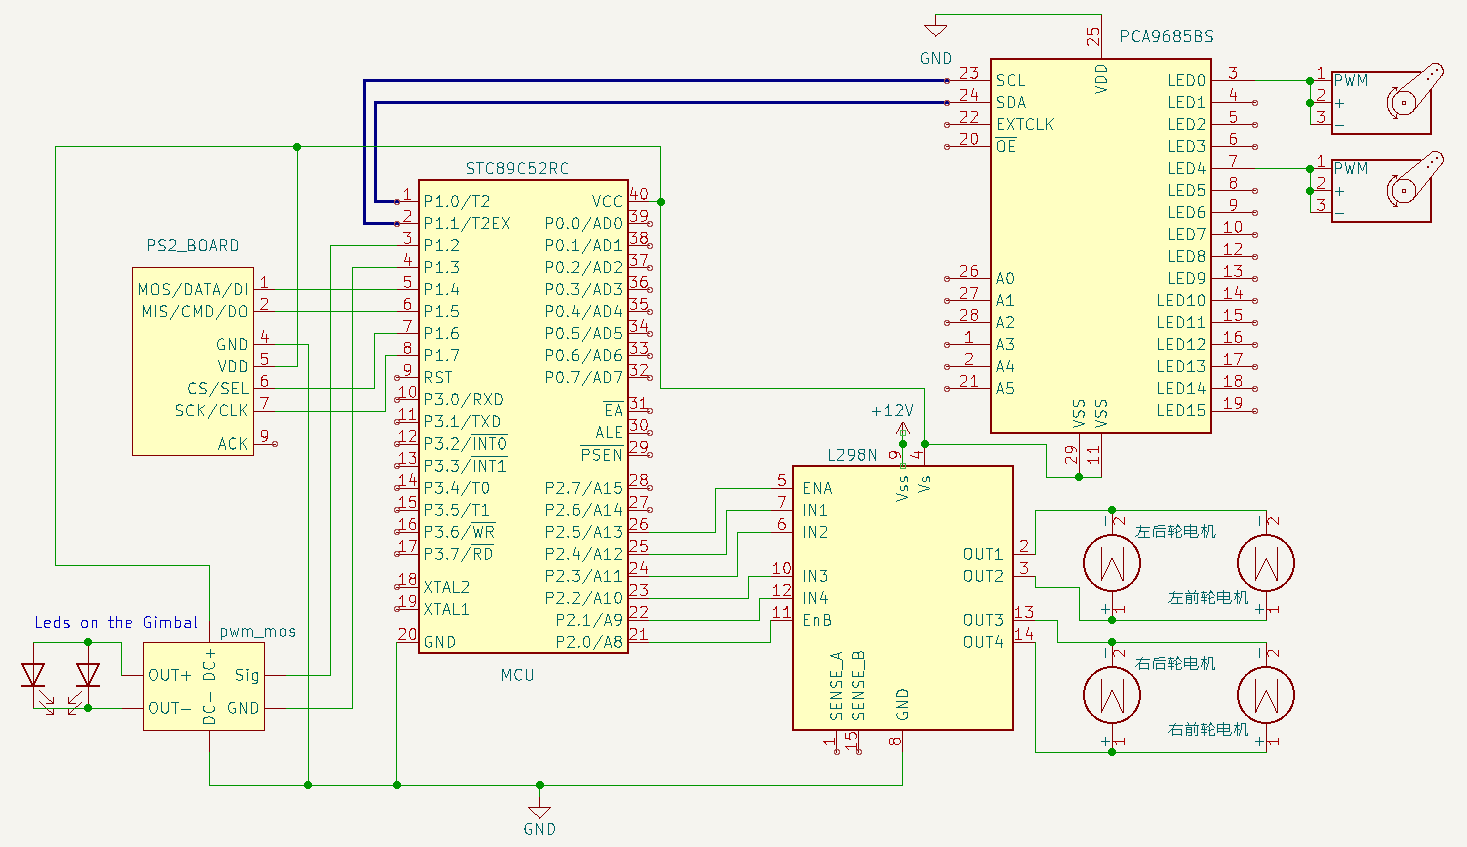 PCA9685BS
GND
25
VDD
23 SCL
24 SDA
22 EXTCLK
20 OE
26 A0
27 A1
28 A2
1 A3
2 A4
21 A5
LED0 3
LED1 4
LED2 5
LED3 6
LED4 7
LED5 8
LED6 9
LED7 10
LED8 12
LED9 13
LED10 14
LED11 15
LED12 16
LED13 17
LED14 18
LED15 19
VSS VSS
29 11
1 PWM
2 +
3 -
1 PWM
2 +
3 -
STC89C52RC
1 P1.0/T2
2 P1.1/T2EX
3 P1.2
4 P1.3
5 P1.4
6 P1.5
7 P1.6
8 P1.7
9 RST
10 P3.0/RXD
11 P3.1/TXD
12 P3.2/INT0
13 P3.3/INT1
14 P3.4/T0
15 P3.5/T1
16 P3.6/WR
17 P3.7/RD
18 XTAL2
19 XTAL1
20 GND
VCC 40
P0.0/AD0 39
P0.1/AD1 38
P0.2/AD2 37
P0.3/AD3 36
P0.4/AD4 35
P0.5/AD5 34
P0.6/AD6 33
P0.7/AD7 32
EA 31
ALE 30
PSEN 29
P2.7/A15 28
P2.6/A14 27
P2.5/A13 26
P2.4/A12 25
P2.3/A11 24
P2.2/A10 23
P2.1/A9 22
P2.0/A8 21
MCU
PS2_BOARD
MOS/DATA/DI 1
MIS/CMD/DO 2
GND 4
VDD 5
CS/SEL 6
SCK/CLK 7
ACK 9
+12V
L298N
9 4
Vss Vs
5 ENA
7 IN1
6 IN2
10 IN3
12 IN4
11 EnB
OUT1 2
OUT2 3
OUT3 13
OUT4 14
SENSE_A SENSE_B GND
1 15 8
- 2
左后轮电机
- 2
+ 1
左前轮电机
+ 1
- 2
右后轮电机
- 2
+ 1
右前轮电机
+ 1
Leds on the Gimbal
pwm_mos
OUT+ DC+ Sig
OUT- DC- GND
GND